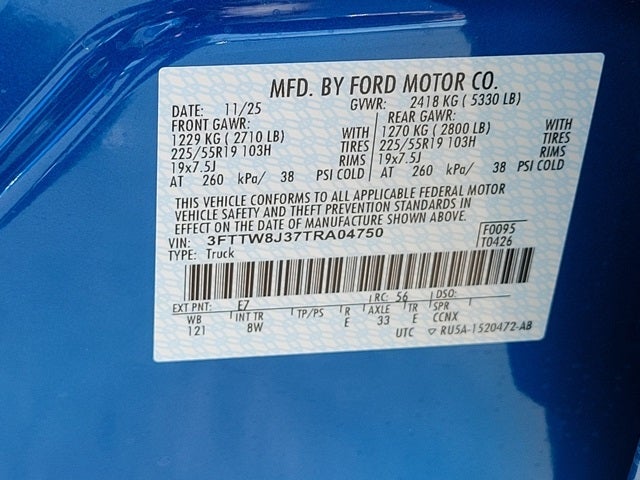 MFD. BY FORD MOTOR CO.
DATE: 11/25 GVWR: 2418 KG ( 5330 LB)
FRONT GAWR: REAR GAWR:
1229 KG ( 2710 LB) WITH 1270 KG ( 2800 LB) WITH
225/55R19 103H TIRES 225/55R19 103H TIRES
19x7.5J RIMS 19x7.5J RIMS
AT 260 kPa/ 38 PSI COLD AT 260 kPa/ 38 PSI COLD
THIS VEHICLE CONFORMS TO ALL APPLICABLE FEDERAL MOTOR
VEHICLE SAFETY AND THEFT PREVENTION STANDARDS IN
EFFECT ON THE DATE OF MANUFACTURE SHOWN ABOVE.
VIN: 3FTTW8J37TRA04750 F0095
TYPE: Truck T0426
EXT PNT: E7 RC: 56 DSO:
WB INT TR TP/PS R AXLE TR SPR
121 8W E 33 E CCNX
UTC ▽ RU5A-1520472-AB